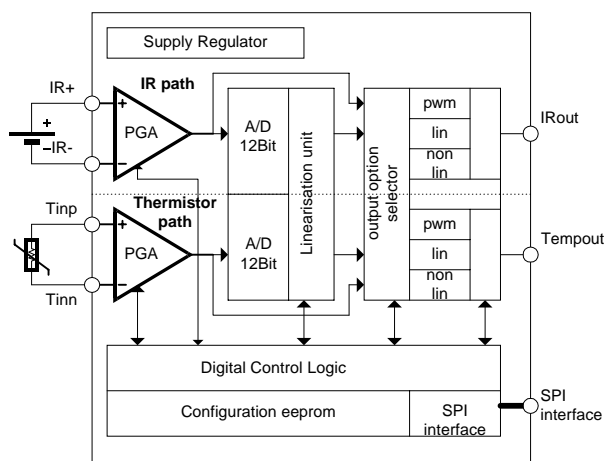 Supply Regulator
IR+
IR path
PGA
+
−
+
−IR-
A/D
12Bit
Linearisation unit
output option
selector
pwm
lin
non
lin
IRout
Tinp
Thermistor
path
PGA
+
−
Tinn
A/D
12Bit
pwm
lin
non
lin
Tempout
Digital Control Logic
Configuration eeprom
SPI
interface
SPI
interface